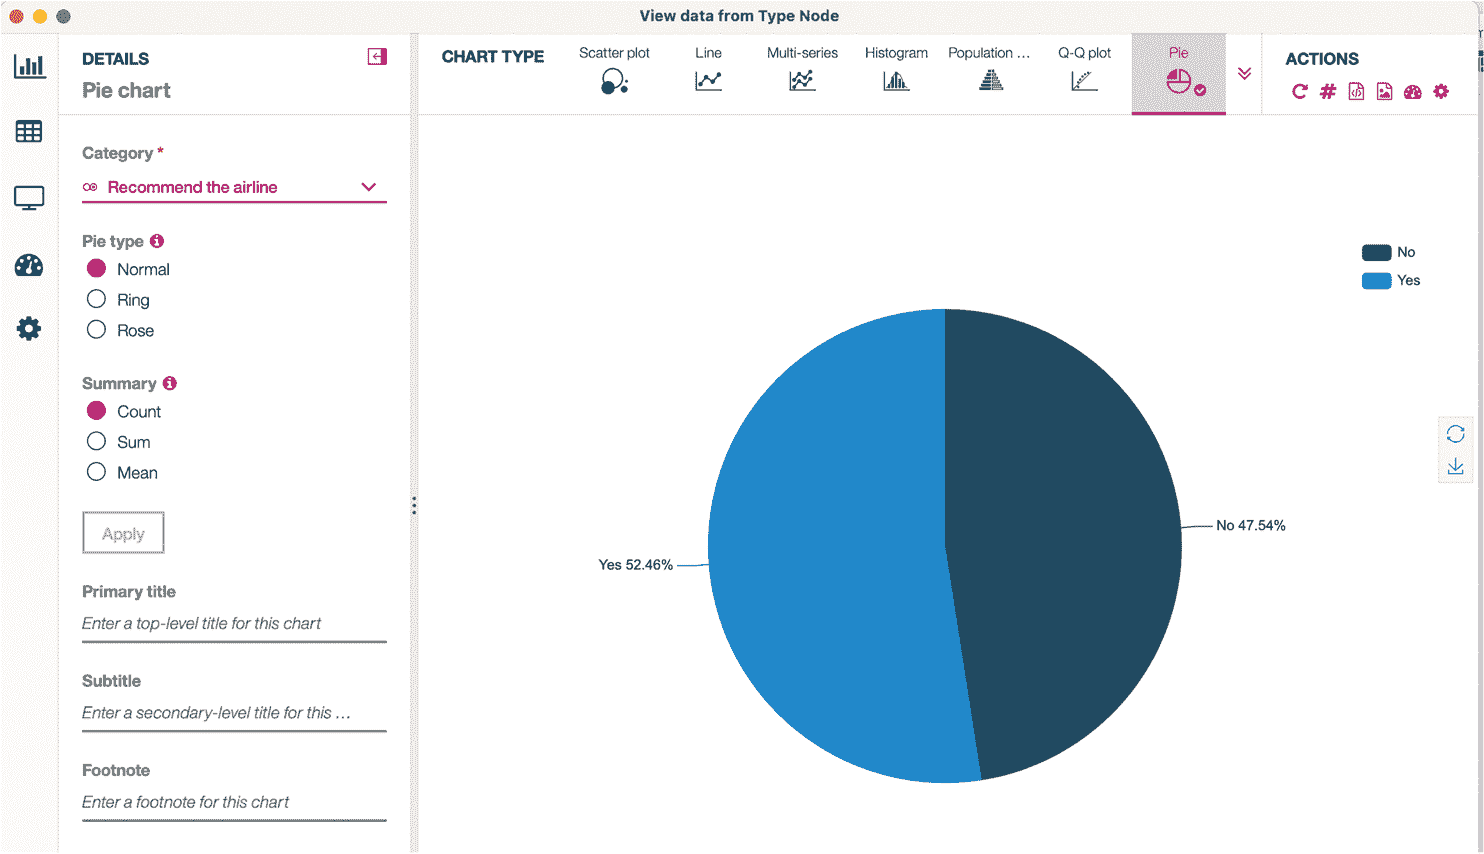 View data from Type Node
DETAILS
Pie chart
Category *
Recommend the airline
Pie type
Normal
Ring
Rose
Summary
Count
Sum
Mean
Apply
Primary title
Enter a top-level title for this chart
Subtitle
Enter a secondary-level title for this ...
Footnote
Enter a footnote for this chart
CHART TYPE
Scatter plot
Line
Multi-series
Histogram
Population ...
Q-Q plot
Pie
ACTIONS
No
Yes
No 47.54%
Yes 52.46%